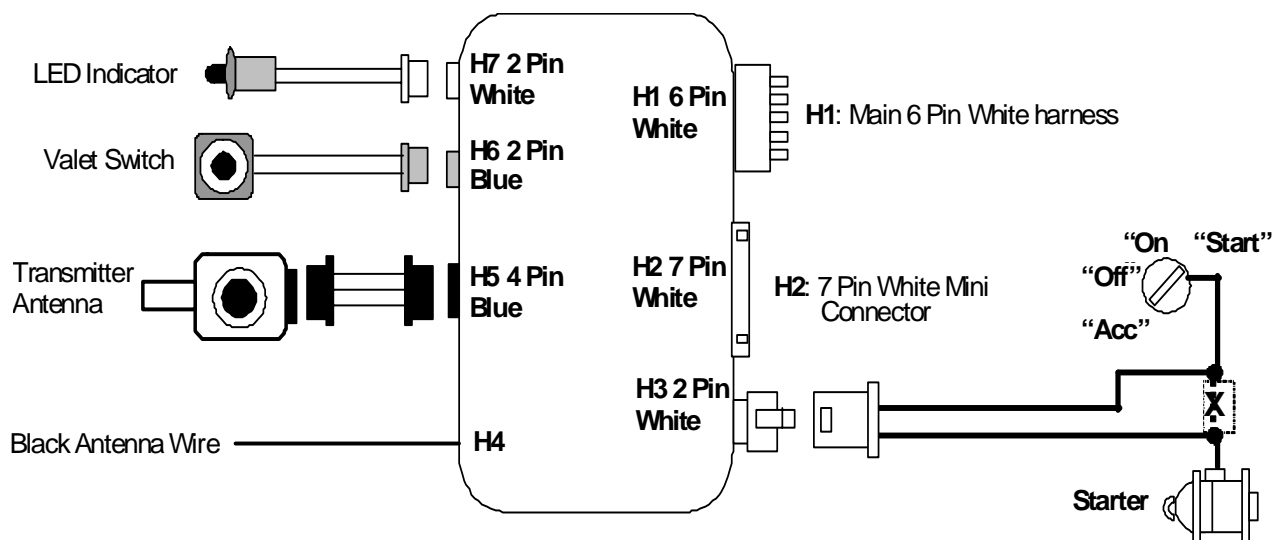 LED Indicator
H7 2 Pin
White
Valet Switch
H6 2 Pin
Blue
Transmitter
Antenna
H5 4 Pin
Blue
Black Antenna Wire
H4
H1 6 Pin
White
H1: Main 6 Pin White harness
H2 7 Pin
White
H2: 7 Pin White Mini
Connector
H3 2 Pin
White
“On “Start”
“Off”
“Acc”
X
Starter